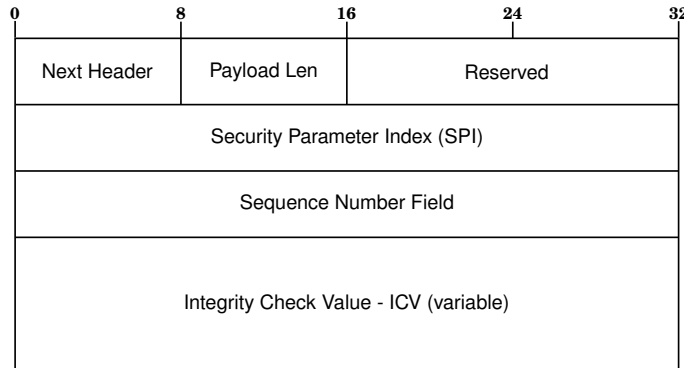 0 8 16 24 32
Next Header Payload Len Reserved
Security Parameter Index (SPI)
Sequence Number Field
Integrity Check Value - ICV (variable)